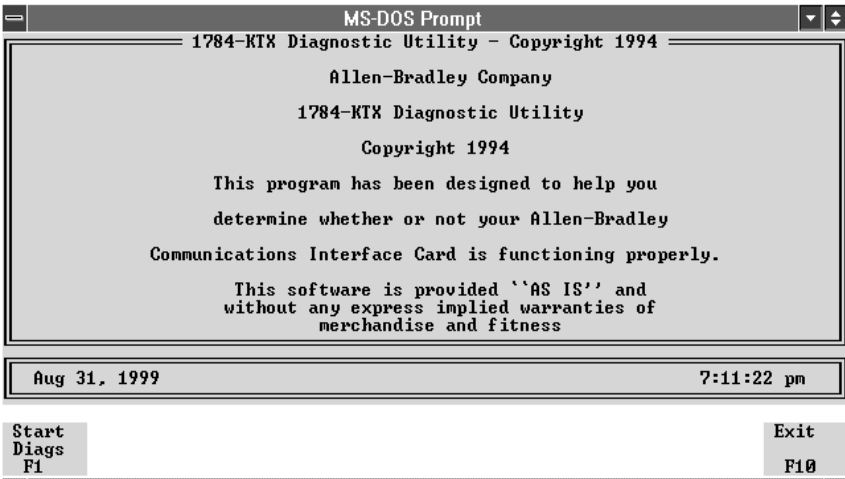 MS-DOS Prompt
1784-KTX Diagnostic Utility - Copyright 1994
Allen-Bradley Company
1784-KTX Diagnostic Utility
Copyright 1994
This program has been designed to help you
determine whether or not your Allen-Bradley
Communications Interface Card is functioning properly.
This software is provided ``AS IS'' and
without any express implied warranties of
merchandise and fitness
Aug 31, 1999 7:11:22 pm
Start Exit
Diags
F1 F10